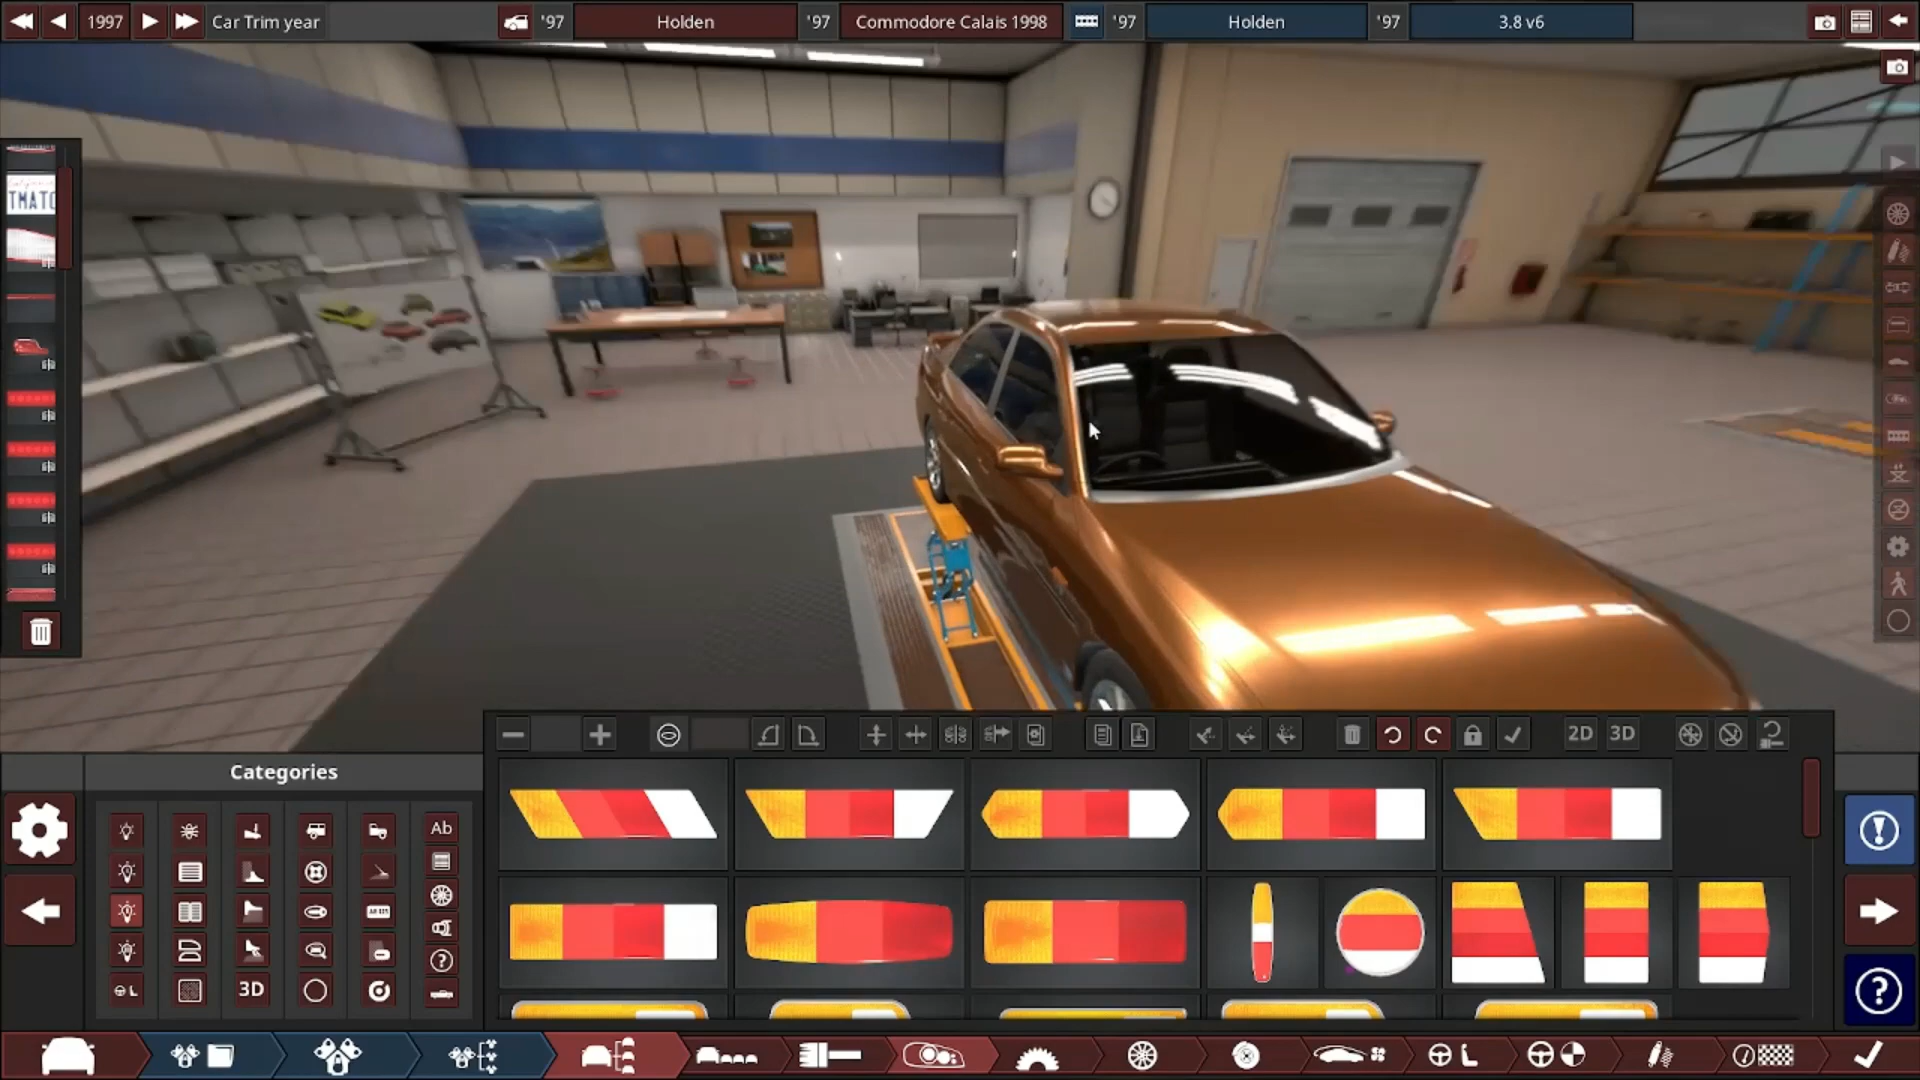 1997 Car Trim year '97 Holden '97 Commodore Calais 1998 '97 Holden '97 3.8 v6
TMATO
2D 3D
Categories
Ab
3D